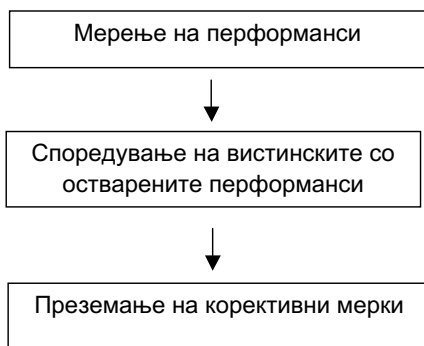 Мерење на перформанси
Споредување на вистинските со
остварените перформанси
Преземање на корективни мерки